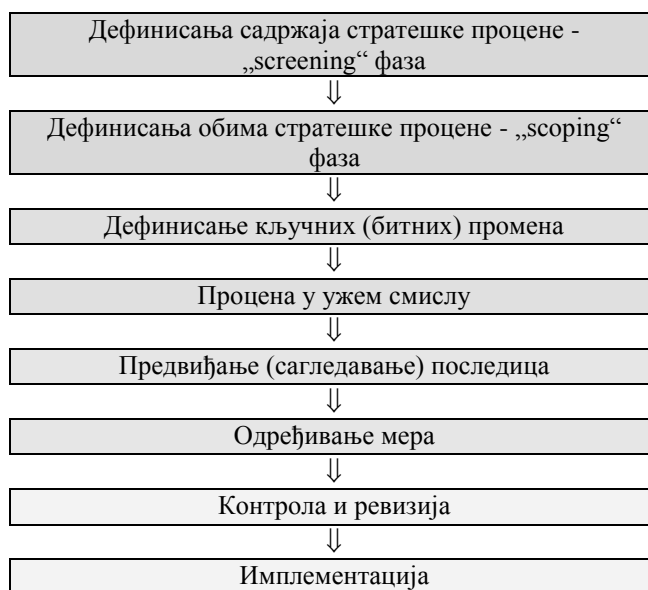 Дефинисања садржаја стратешке процене -
„screening“ фаза
⇓
Дефинисања обима стратешке процене - „scoping“
фаза
⇓
Дефинисање кључних (битних) промена
⇓
Процена у ужем смислу
⇓
Предвиђање (сагледавање) последица
⇓
Одређивање мера
⇓
Контрола и ревизија
⇓
Имплементација